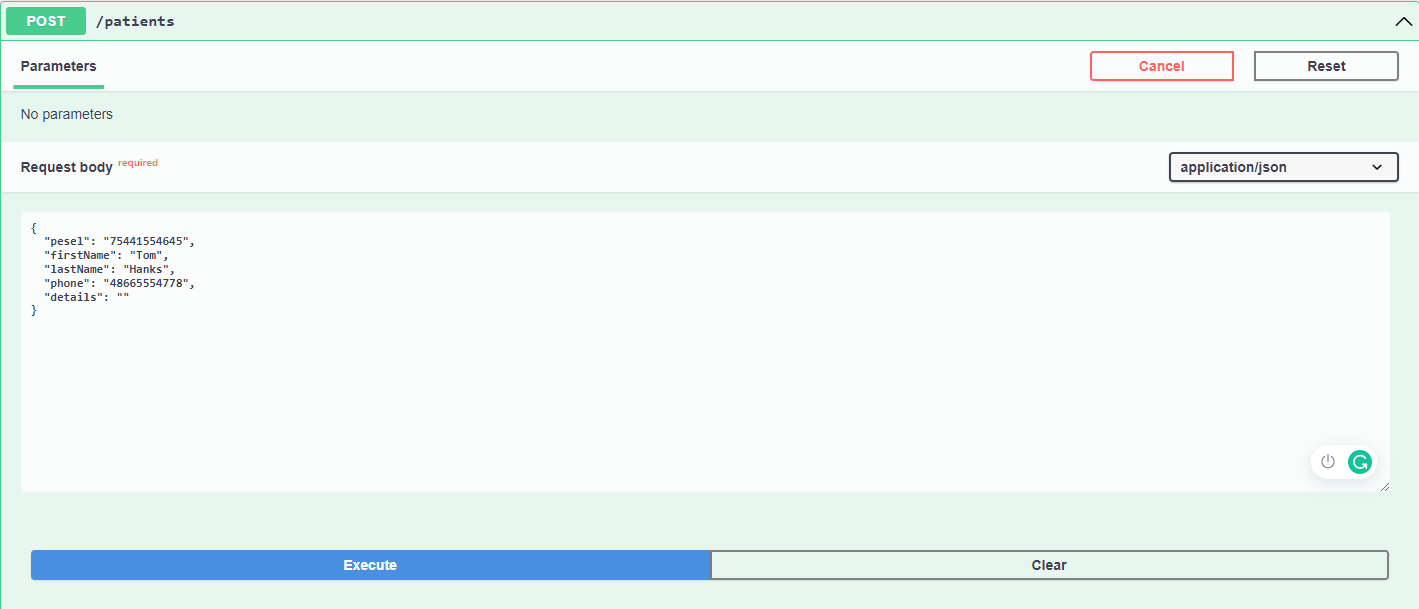 POST /patients
Parameters
Cancel
Reset
No parameters
Request body required
application/json
{
  "pesel": "75441554645",
  "firstName": "Tom",
  "lastName": "Hanks",
  "phone": "48665554778",
  "details": ""
}
Execute
Clear